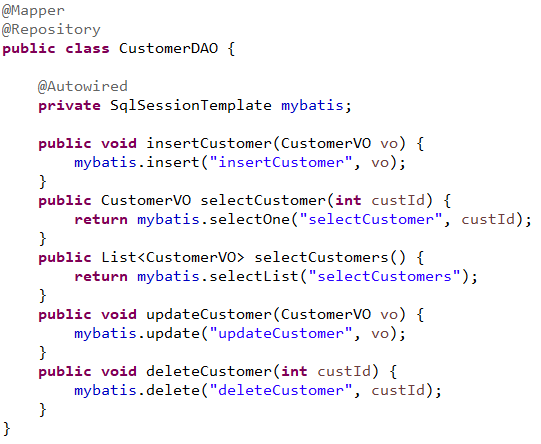 @Mapper
@Repository
public class CustomerDAO {
@Autowired
private SqlSessionTemplate mybatis;
public void insertCustomer(CustomerVO vo) {
mybatis.insert("insertCustomer", vo);
}
public CustomerVO selectCustomer(int custId) {
return mybatis.selectOne("selectCustomer", custId);
}
public List<CustomerVO> selectCustomers() {
return mybatis.selectList("selectCustomers");
}
public void updateCustomer(CustomerVO vo) {
mybatis.update("updateCustomer", vo);
}
public void deleteCustomer(int custId) {
mybatis.delete("deleteCustomer", custId);
}
}